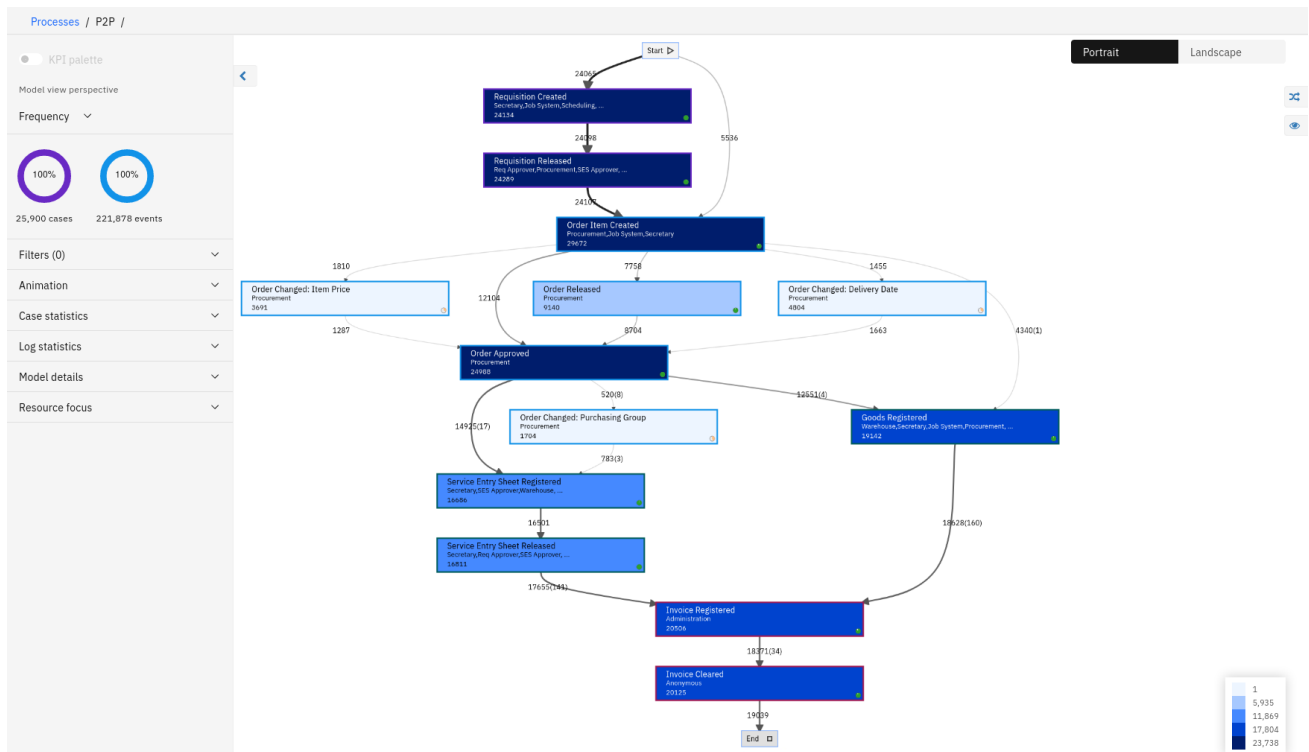 Processes / P2P /
KPI palette
Model view perspective
Frequency
100%
100%
25,900 cases
221,878 events
Filters (0)
Animation
Case statistics
Log statistics
Model details
Resource focus
Portrait
Landscape
Start
24065
5536
Requisition Created
Secretary,Job System,Scheduling, ...
24134
24098
Requisition Released
Req Approver,Procurement,SES Approver, ...
24289
24107
Order Item Created
Procurement,Job System,Secretary
29672
1810
7758
1455
12104
Order Changed: Item Price
Procurement
3691
Order Released
Procurement
9140
Order Changed: Delivery Date
Procurement
4804
1287
8704
1663
4340(1)
Order Approved
Procurement
24988
520(8)
12551(4)
14925(17)
Order Changed: Purchasing Group
Procurement
1704
Goods Registered
Warehouse,Secretary,Job System,Procurement, ...
19142
783(3)
Service Entry Sheet Registered
Secretary,SES Approver,Warehouse, ...
16686
16501
18628(160)
Service Entry Sheet Released
Secretary,Req Approver,SES Approver, ...
16811
17655(141)
Invoice Registered
Administration
20506
18371(34)
Invoice Cleared
Anonymous
20125
19039
End
1
5,935
11,869
17,804
23,738